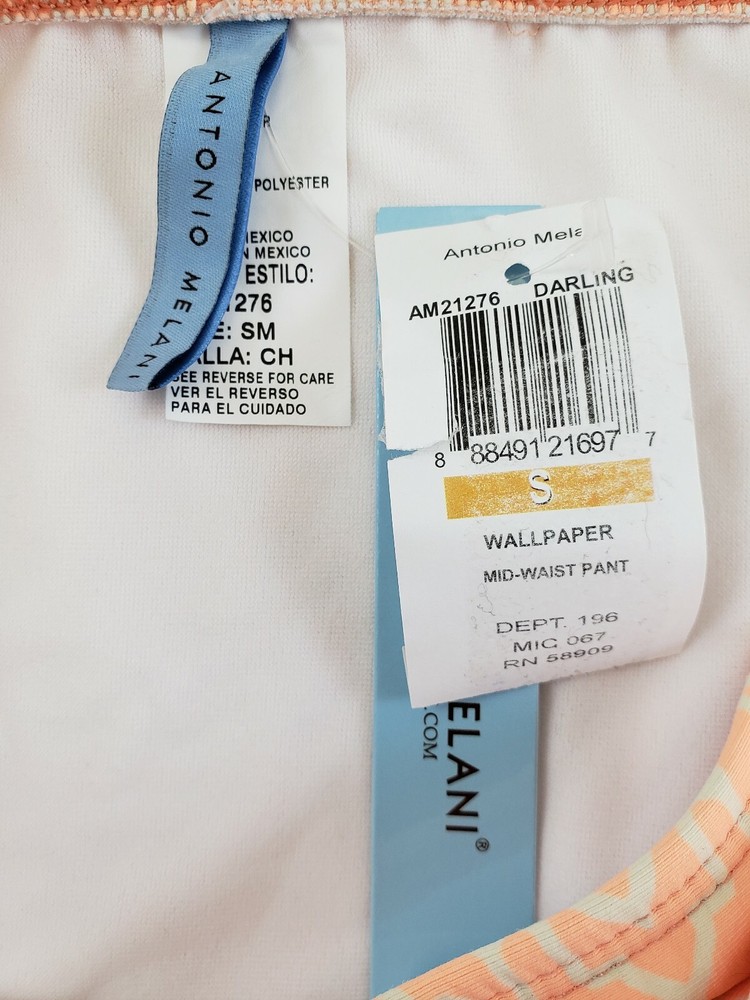 ANTONIO MELANI
R
POLYESTER
MEXICO
N MEXICO
ESTILO:
1276
E: SM
ALLA: CH
SEE REVERSE FOR CARE
VER EL REVERSO
PARA EL CUIDADO
Antonio Mela
AM21276 DARLING
8 88491 21697 7
S
WALLPAPER
MID-WAIST PANT
DEPT. 196
MIC 067
RN 58909
MELANI®
.COM